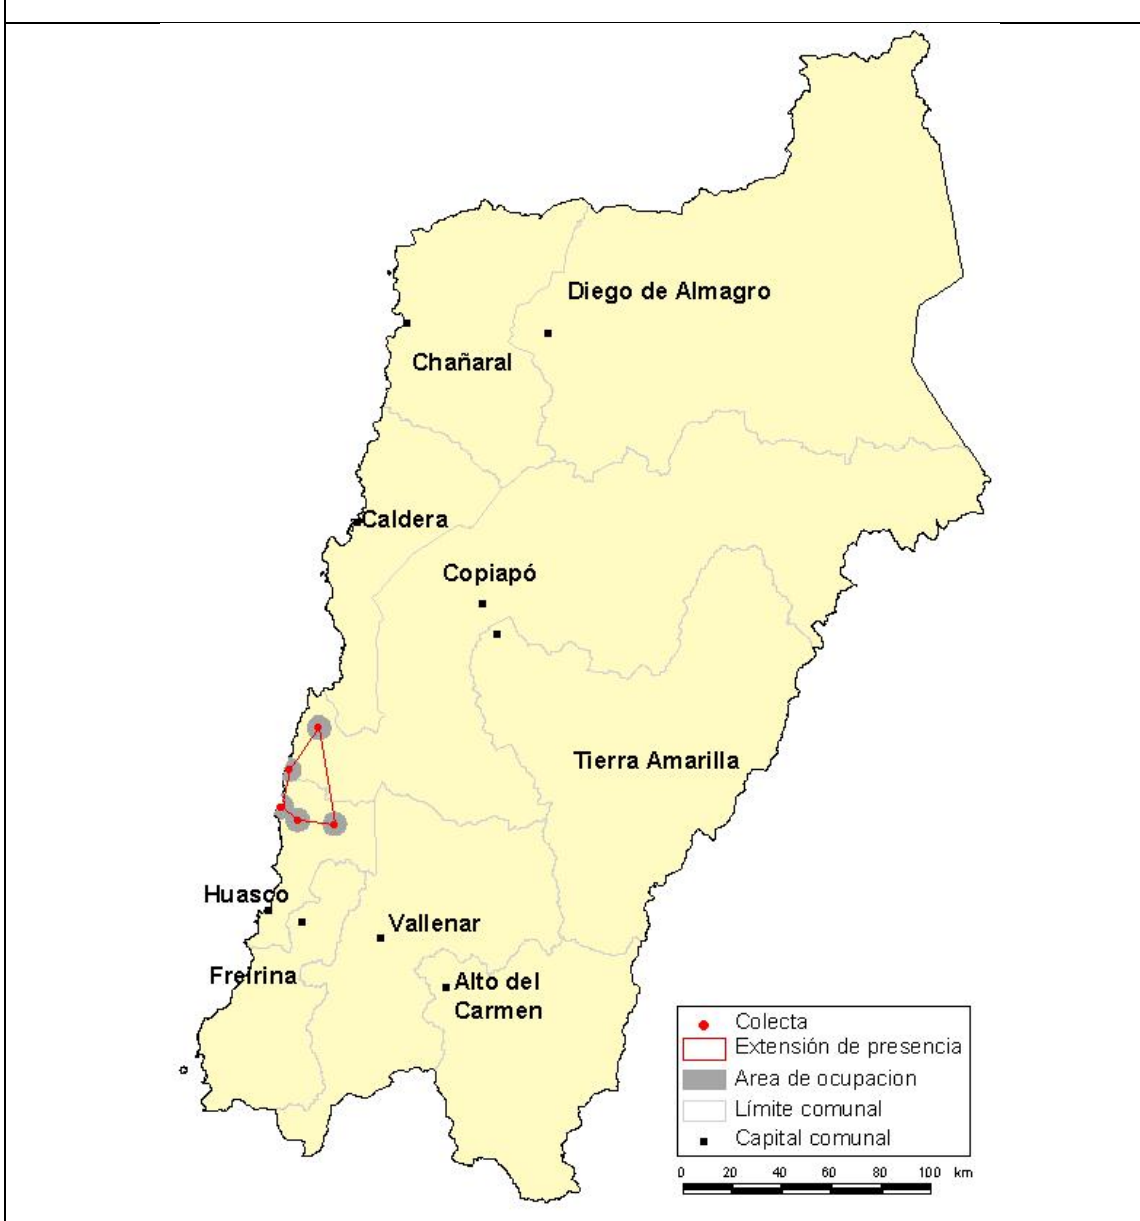 Diego de Almagro
Chañaral
Caldera
Copiapó
Tierra Amarilla
Huasco
Vallenar
Freirina
Alto del
Carmen
Colecta
Extensión de presencia
Area de ocupacion
Límite comunal
Capital comunal
0 20 40 60 80 100 km